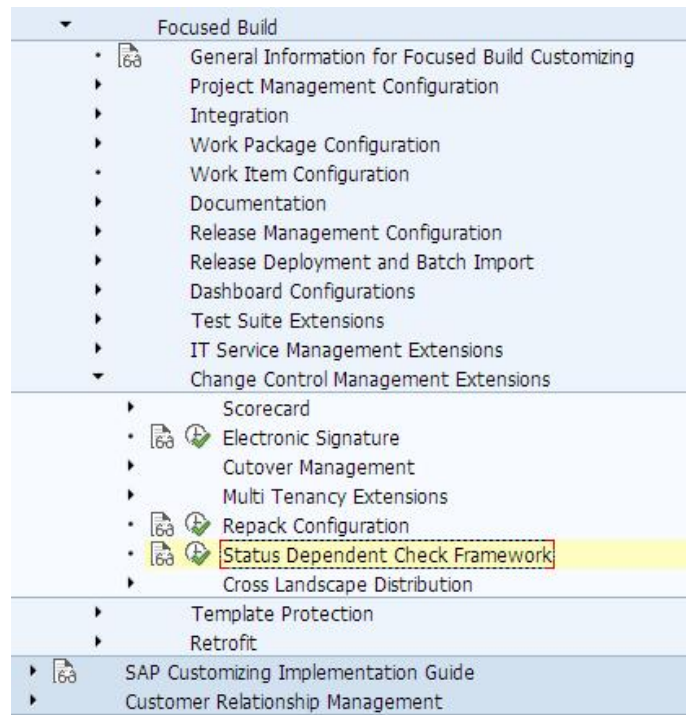 Focused Build
General Information for Focused Build Customizing
Project Management Configuration
Integration
Work Package Configuration
Work Item Configuration
Documentation
Release Management Configuration
Release Deployment and Batch Import
Dashboard Configurations
Test Suite Extensions
IT Service Management Extensions
Change Control Management Extensions
Scorecard
Electronic Signature
Cutover Management
Multi Tenancy Extensions
Repack Configuration
Status Dependent Check Framework
Cross Landscape Distribution
Template Protection
Retrofit
SAP Customizing Implementation Guide
Customer Relationship Management